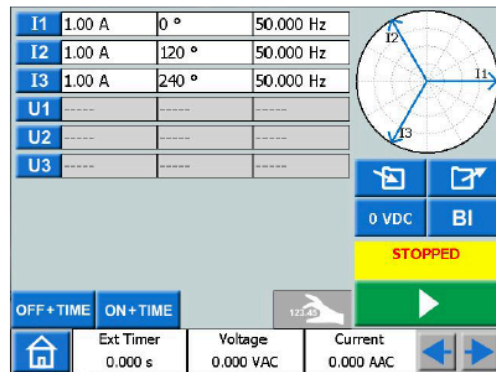 I1 1.00 A 0 ° 50.000 Hz
I2 1.00 A 120 ° 50.000 Hz
I3 1.00 A 240 ° 50.000 Hz
U1 ----- ----- -----
U2 ----- ----- -----
U3 ----- ----- -----
I2
I1
I3
0 VDC BI
STOPPED
OFF+TIME ON+TIME 123.45
Ext Timer Voltage Current
0.000 s 0.000 VAC 0.000 AAC